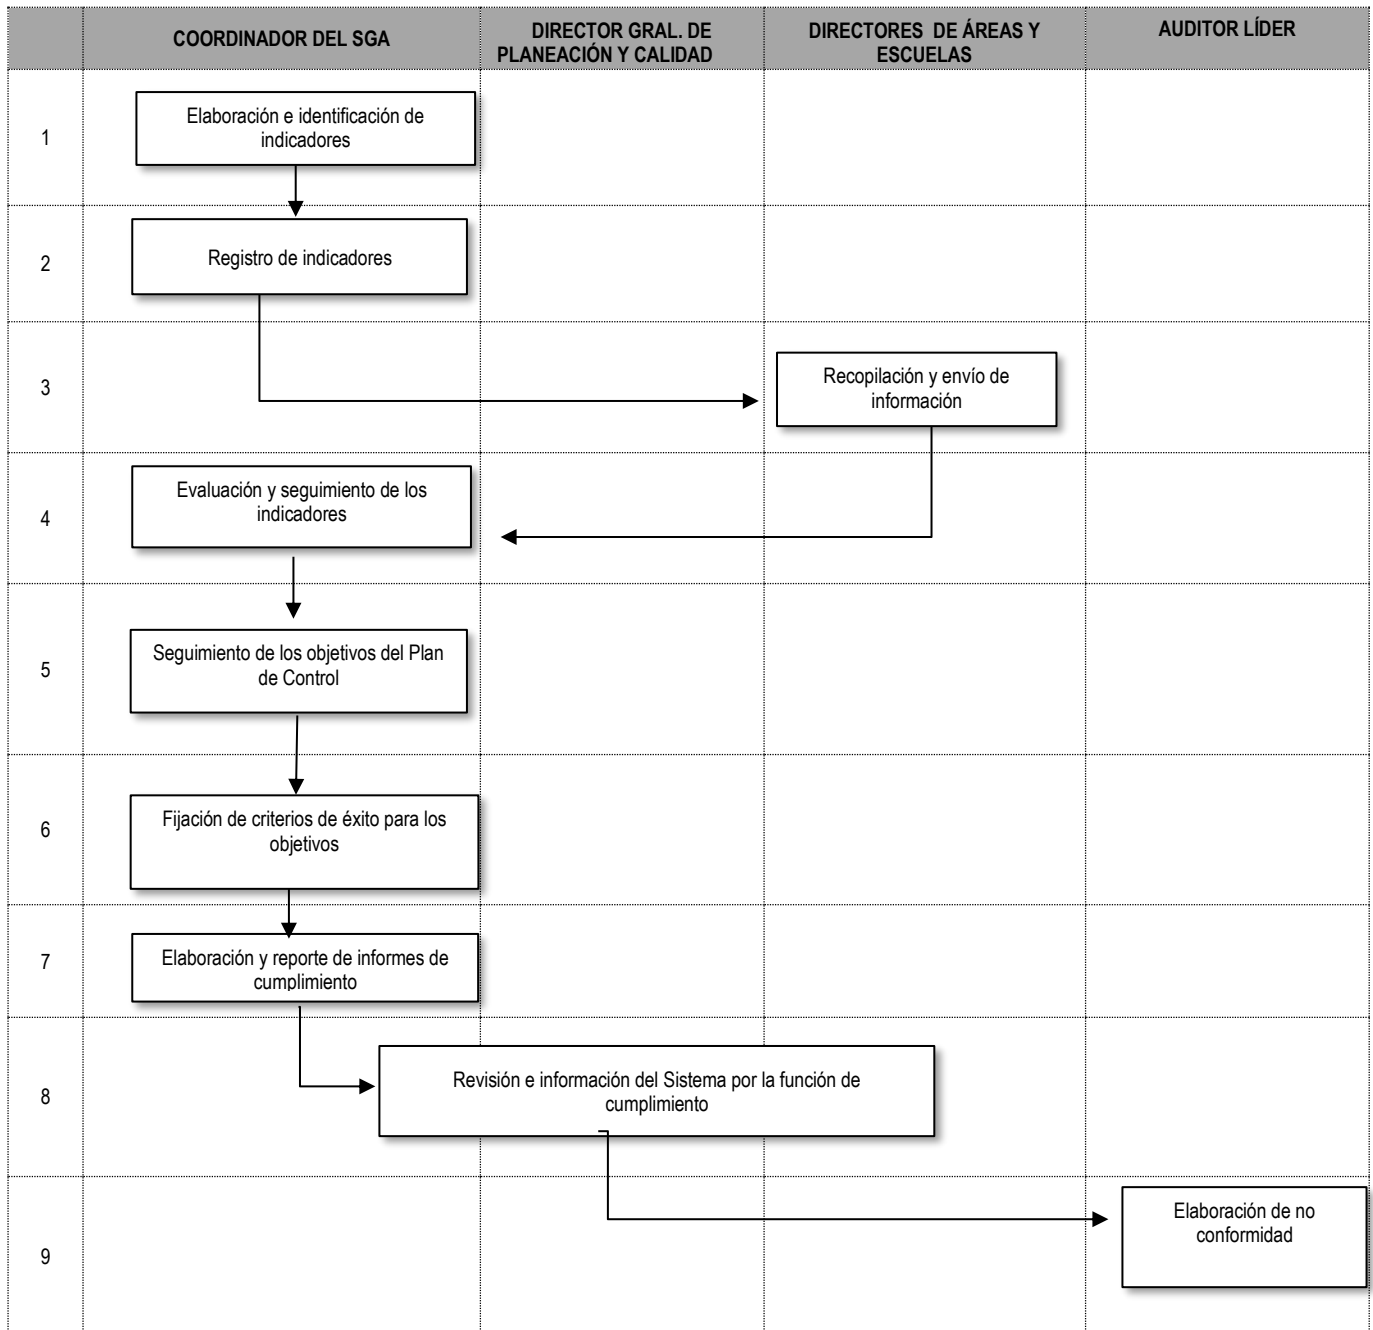 COORDINADOR DEL SGA
DIRECTOR GRAL. DE
PLANEACIÓN Y CALIDAD
DIRECTORES DE ÁREAS Y
ESCUELAS
AUDITOR LÍDER
1
Elaboración e identificación de
indicadores
2
Registro de indicadores
3
Recopilación y envío de
información
4
Evaluación y seguimiento de los
indicadores
5
Seguimiento de los objetivos del Plan
de Control
6
Fijación de criterios de éxito para los
objetivos
7
Elaboración y reporte de informes de
cumplimiento
8
Revisión e información del Sistema por la función de
cumplimiento
9
Elaboración de no
conformidad